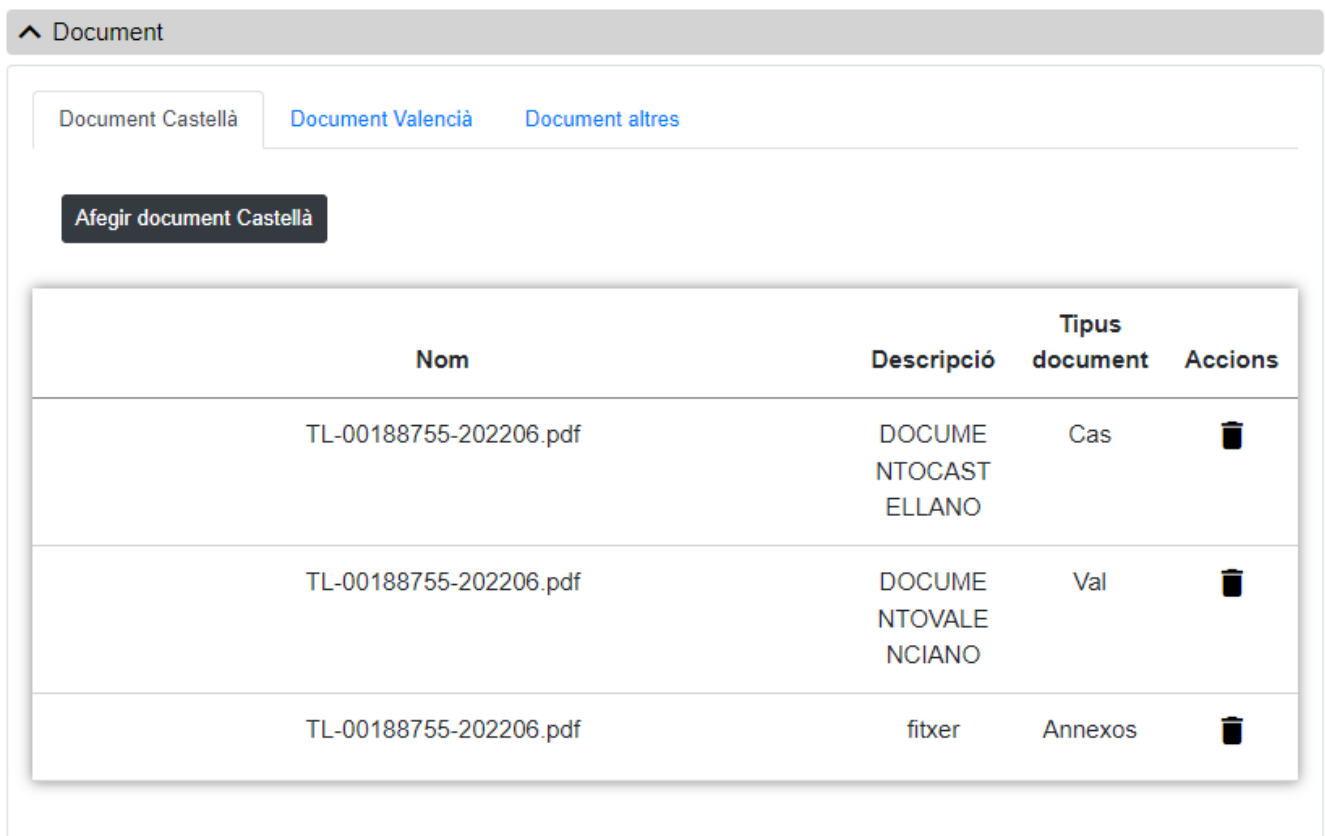 Document
Document Castellà
Document Valencià
Document altres
Afegir document Castellà
Nom
Descripció
Tipus
document
Accions
TL-00188755-202206.pdf
DOCUME
NTOCAST
ELLANO
Cas
TL-00188755-202206.pdf
DOCUME
NTOVALE
NCIANO
Val
TL-00188755-202206.pdf
fitxer
Annexos